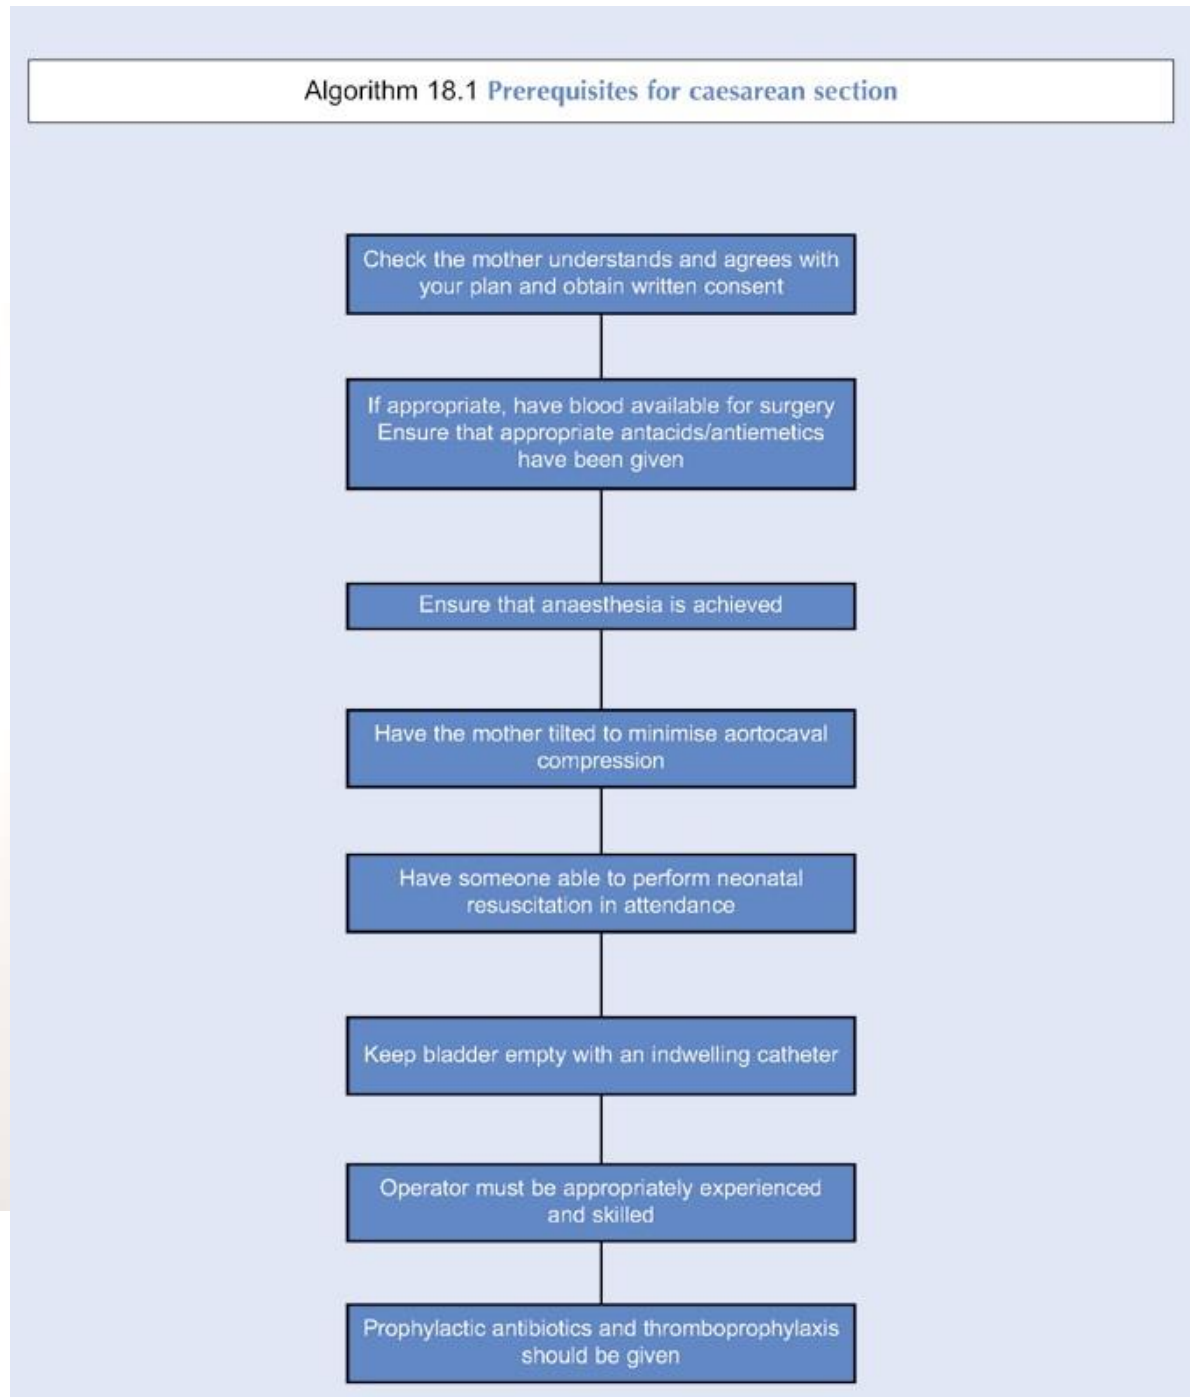 Algorithm 18.1 Prerequisites for caesarean section
Check the mother understands and agrees with
your plan and obtain written consent
If appropriate, have blood available for surgery
Ensure that appropriate antacids/antiemetics
have been given
Ensure that anaesthesia is achieved
Have the mother tilted to minimise aortocaval
compression
Have someone able to perform neonatal
resuscitation in attendance
Keep bladder empty with an indwelling catheter
Operator must be appropriately experienced
and skilled
Prophylactic antibiotics and thromboprophylaxis
should be given